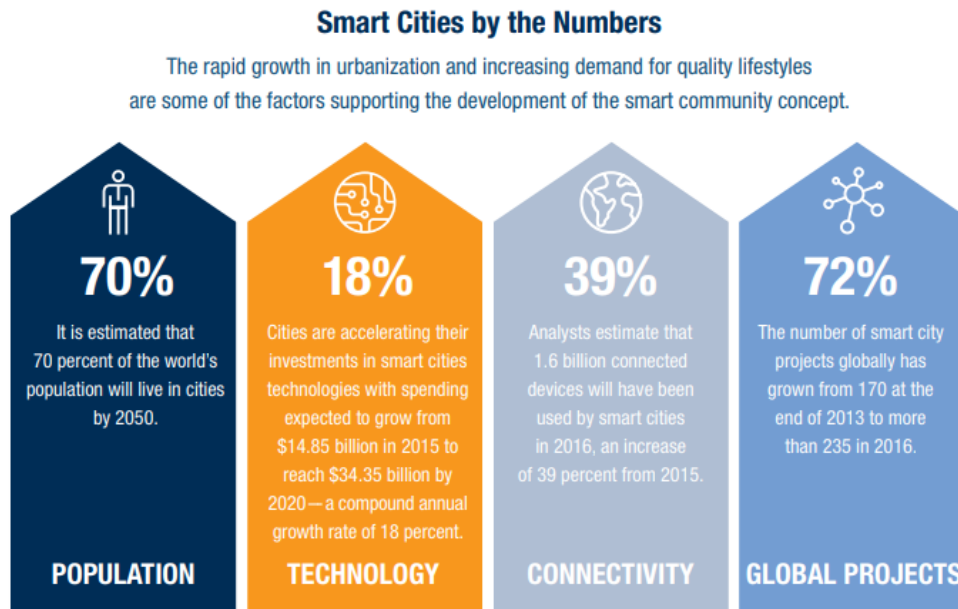 Smart Cities by the Numbers
The rapid growth in urbanization and increasing demand for quality lifestyles
are some of the factors supporting the development of the smart community concept.
70%
It is estimated that
70 percent of the world's
population will live in cities
by 2050.
POPULATION
18%
Cities are accelerating their
investments in smart cities
technologies with spending
expected to grow from
$14.85 billion in 2015 to
reach $34.35 billion by
2020—a compound annual
growth rate of 18 percent.
TECHNOLOGY
39%
Analysts estimate that
1.6 billion connected
devices will have been
used by smart cities
in 2016, an increase
of 39 percent from 2015.
CONNECTIVITY
72%
The number of smart city
projects globally has
grown from 170 at the
end of 2013 to more
than 235 in 2016.
GLOBAL PROJECTS